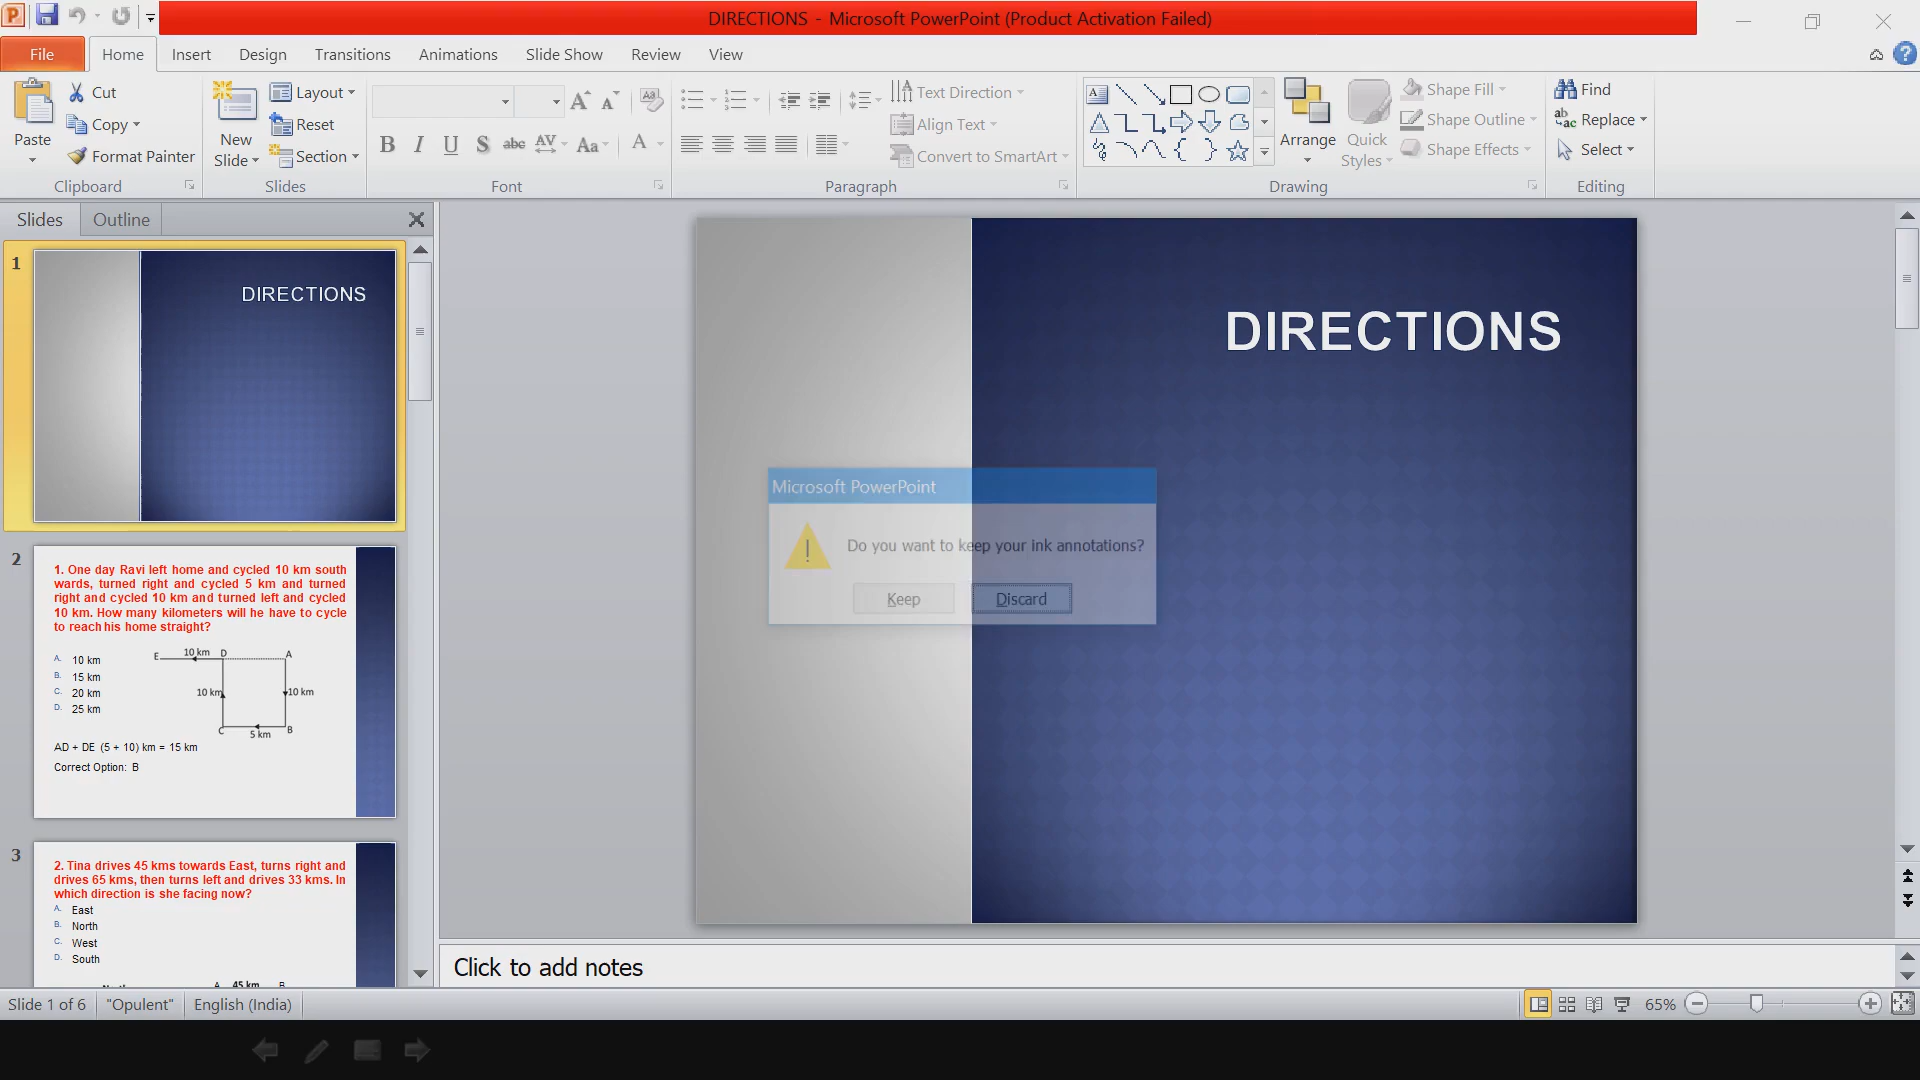 DIRECTIONS - Microsoft PowerPoint (Product Activation Failed)
File Home Insert Design Transitions Animations Slide Show Review View
Paste
Cut
Copy
Format Painter
Clipboard
New
Slide
Layout
Reset
Section
Slides
B I U S abc AV Aa A
Font
Text Direction
Align Text
Convert to SmartArt
Paragraph
Arrange
Quick
Styles
Shape Fill
Shape Outline
Shape Effects
Drawing
Find
Replace
Select
Editing
Slides Outline
1
DIRECTIONS
2
1. One day Ravi left home and cycled 10 km south
wards, turned right and cycled 5 km and turned
right and cycled 10 km and turned left and cycled
10 km. How many kilometers will he have to cycle
to reach his home straight?
A. 10 km
B. 15 km
C. 20 km
D. 25 km
E 10 km D A
10 km 10 km
C 5 km B
AD + DE (5 + 10) km = 15 km
Correct Option: B
3
2. Tina drives 45 kms towards East, turns right and
drives 65 kms, then turns left and drives 33 kms. In
which direction is she facing now?
A. East
B. North
C. West
D. South
A 45 km B
DIRECTIONS
Microsoft PowerPoint
Do you want to keep your ink annotations?
Keep Discard
Click to add notes
Slide 1 of 6 "Opulent" English (India) 65%